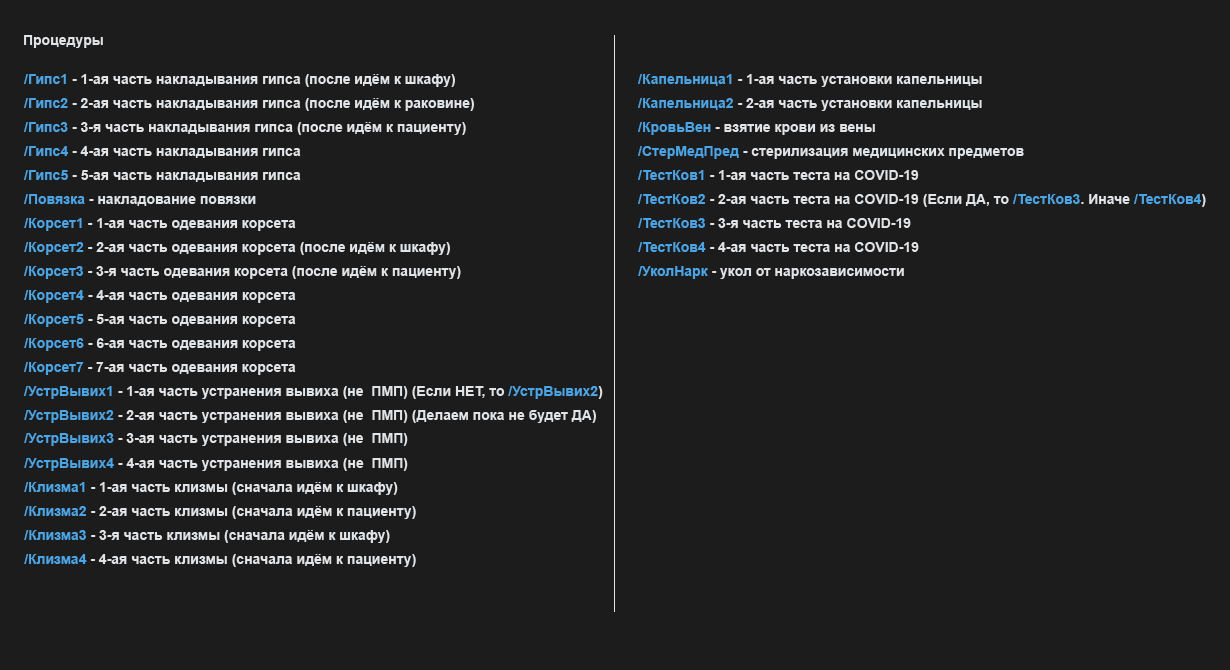 Процедуры
/Гипс1 - 1-ая часть накладывания гипса (после идём к шкафу)
/Гипс2 - 2-ая часть накладывания гипса (после идём к раковине)
/Гипс3 - 3-я часть накладывания гипса (после идём к пациенту)
/Гипс4 - 4-ая часть накладывания гипса
/Гипс5 - 5-ая часть накладывания гипса
/Повязка - накладование повязки
/Корсет1 - 1-ая часть одевания корсета
/Корсет2 - 2-ая часть одевания корсета (после идём к шкафу)
/Корсет3 - 3-я часть одевания корсета (после идём к пациенту)
/Корсет4 - 4-ая часть одевания корсета
/Корсет5 - 5-ая часть одевания корсета
/Корсет6 - 6-ая часть одевания корсета
/Корсет7 - 7-ая часть одевания корсета
/УстрВывих1 - 1-ая часть устранения вывиха (не  ПМП) (Если НЕТ, то /УстрВывих2)
/УстрВывих2 - 2-ая часть устранения вывиха (не  ПМП) (Делаем пока не будет ДА)
/УстрВывих3 - 3-ая часть устранения вывиха (не  ПМП)
/УстрВывих4 - 4-ая часть устранения вывиха (не  ПМП)
/Клизма1 - 1-ая часть клизмы (сначала идём к шкафу)
/Клизма2 - 2-ая часть клизмы (сначала идём к пациенту)
/Клизма3 - 3-я часть клизмы (сначала идём к шкафу)
/Клизма4 - 4-ая часть клизмы (сначала идём к пациенту)
/Капельница1 - 1-ая часть установки капельницы
/Капельница2 - 2-ая часть установки капельницы
/КровьВен - взятие крови из вены
/СтерМедПред - стерилизация медицинских предметов
/ТестКов1 - 1-ая часть теста на COVID-19
/ТестКов2 - 2-ая часть теста на COVID-19 (Если ДА, то /ТестКов3. Иначе /ТестКов4)
/ТестКов3 - 3-я часть теста на COVID-19
/ТестКов4 - 4-ая часть теста на COVID-19
/УколНарк - укол от наркозависимости